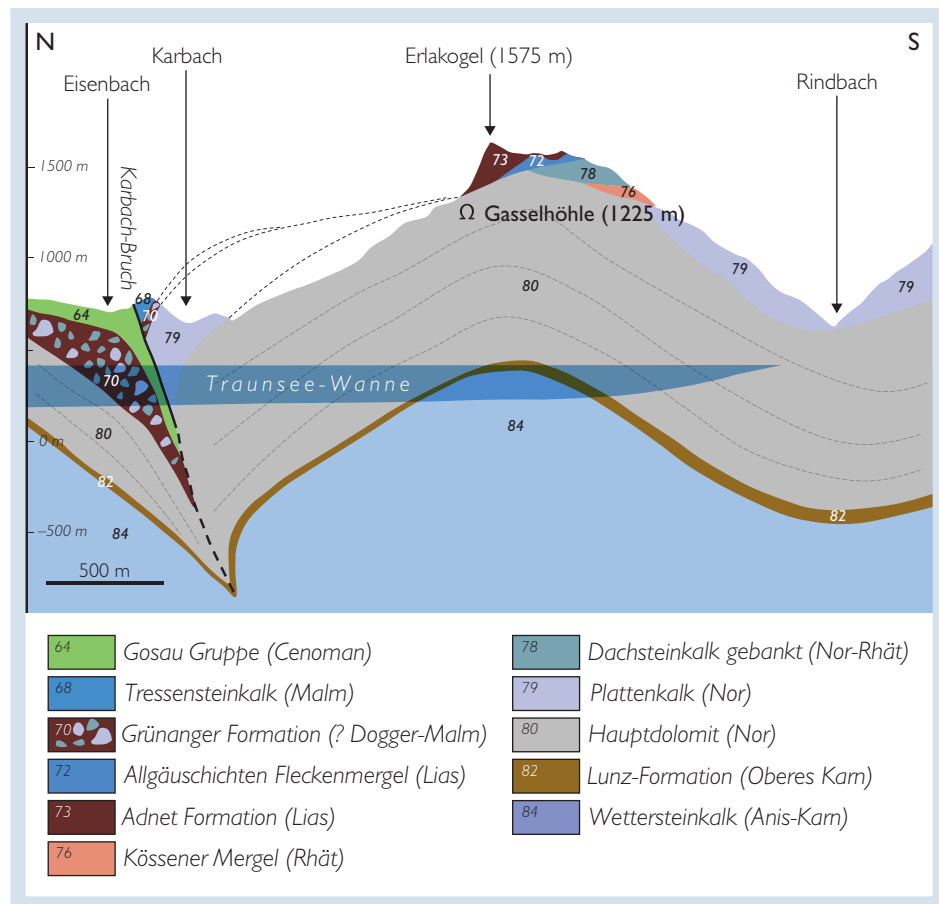 N
S
Karbach
Erlakogel (1575 m)
Eisenbach
Rindbach
1500 m
Karbach-Bruch
73
72
78
76
Ω Gasselhöhle (1225 m)
1000 m
79
79
80
68
70
64
79
70
Traunsee-Wanne
80
84
0 m
82
82
84
–500 m
500 m
64 Gosau Gruppe (Cenoman)
68 Tressensteinkalk (Malm)
70 Grünanger Formation (? Dogger-Malm)
72 Allgäuschichten Fleckenmergel (Lias)
73 Adnet Formation (Lias)
76 Kössener Mergel (Rhät)
78 Dachsteinkalk gebankt (Nor-Rhät)
79 Plattenkalk (Nor)
80 Hauptdolomit (Nor)
82 Lunz-Formation (Oberes Karn)
84 Wettersteinkalk (Anis-Karn)